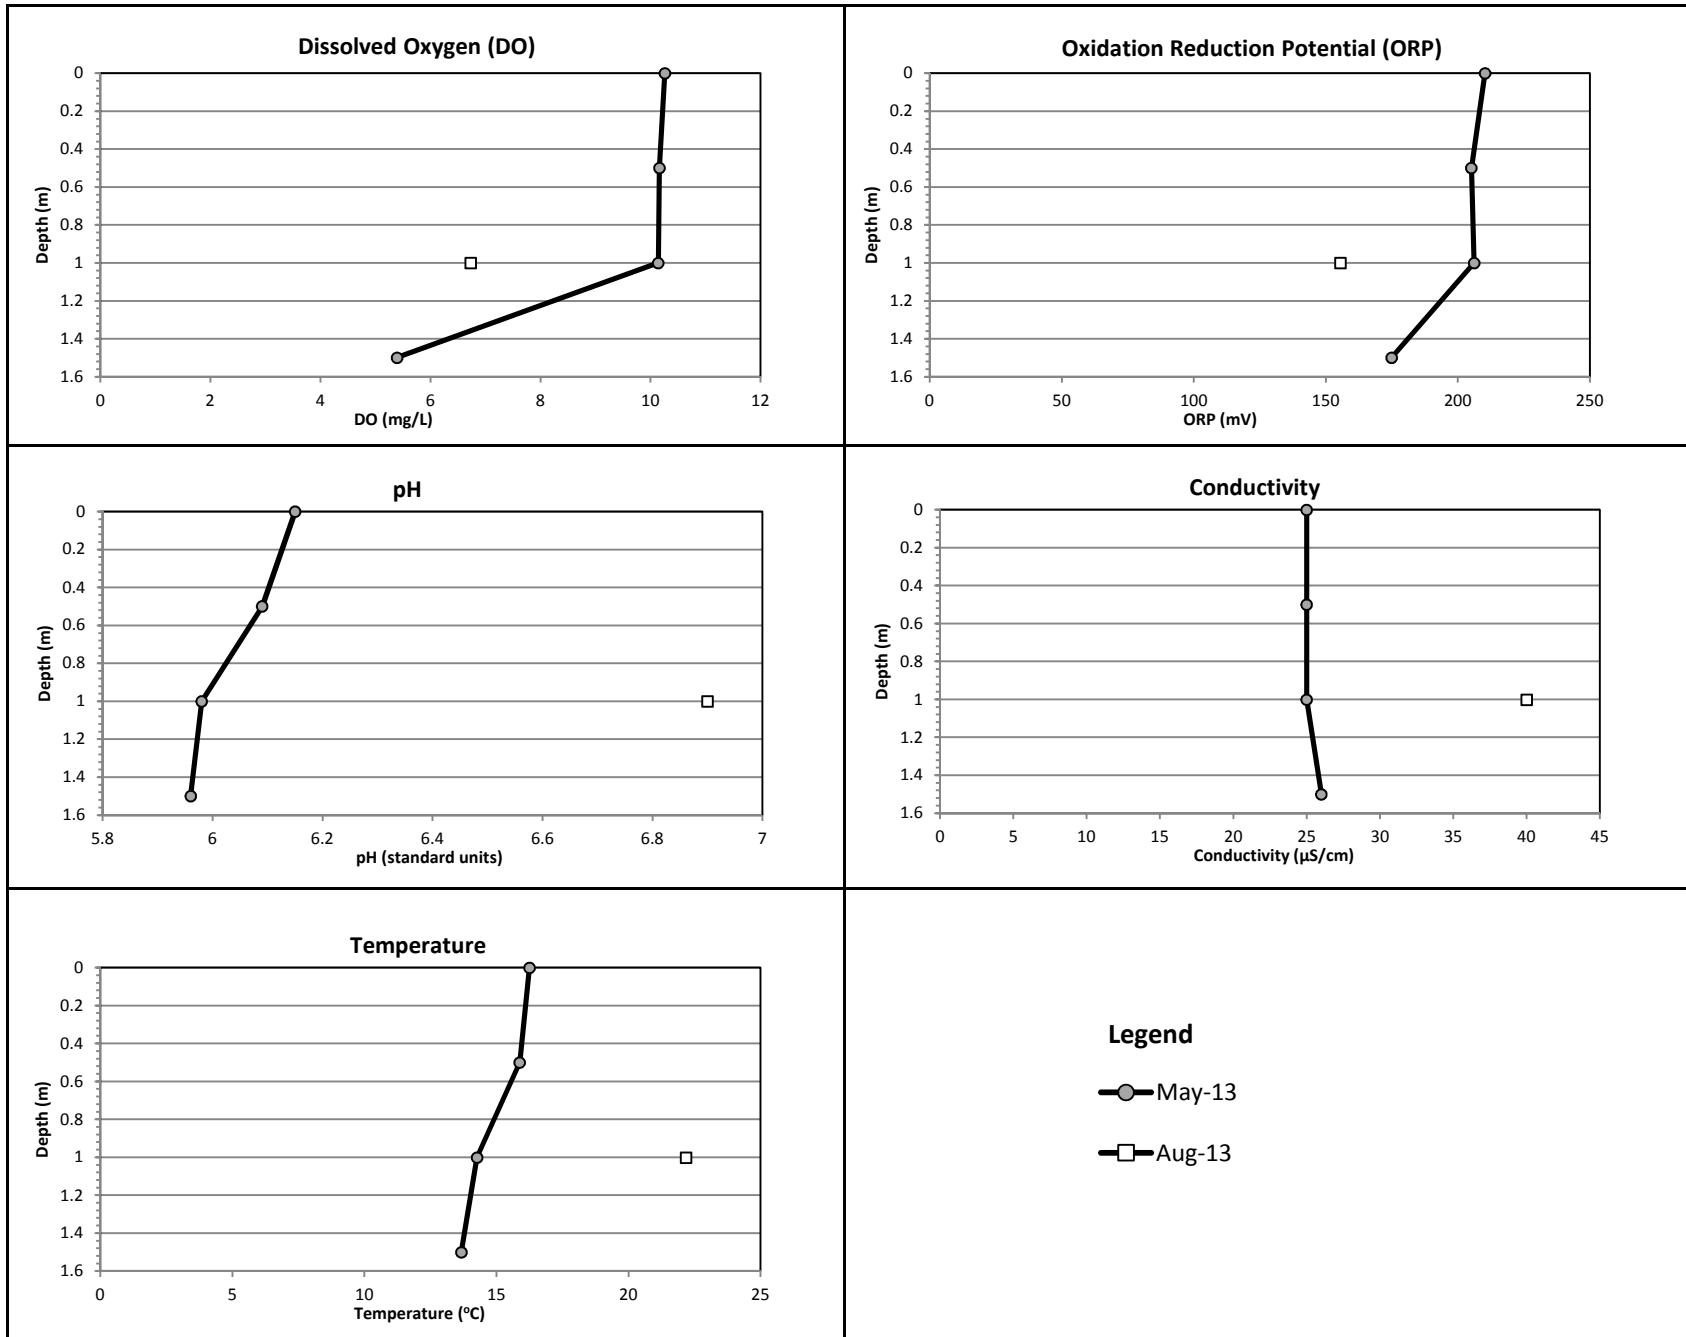 Dissolved Oxygen (DO)
0
0.2
0.4
0.6
0.8
1
1.2
1.4
1.6
Depth (m)
0 2 4 6 8 10 12
DO (mg/L)
Oxidation Reduction Potential (ORP)
0
0.2
0.4
0.6
0.8
1
1.2
1.4
1.6
Depth (m)
0 50 100 150 200 250
ORP (mV)
pH
0
0.2
0.4
0.6
0.8
1
1.2
1.4
1.6
Depth (m)
5.8 6 6.2 6.4 6.6 6.8 7
pH (standard units)
Conductivity
0
0.2
0.4
0.6
0.8
1
1.2
1.4
1.6
Depth (m)
0 5 10 15 20 25 30 35 40 45
Conductivity (µS/cm)
Temperature
0
0.2
0.4
0.6
0.8
1
1.2
1.4
1.6
Depth (m)
0 5 10 15 20 25
Temperature (°C)
Legend
May-13
Aug-13